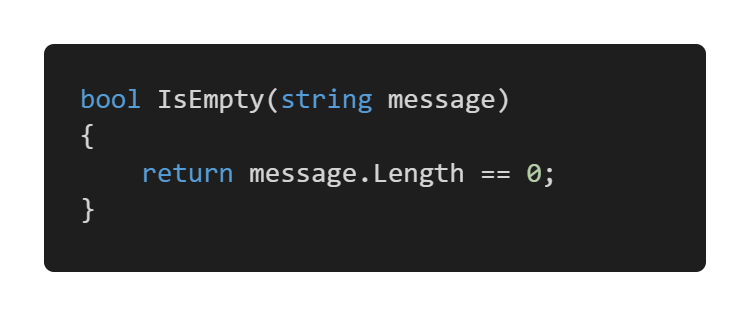 bool IsEmpty(string message)
{
    return message.Length == 0;
}